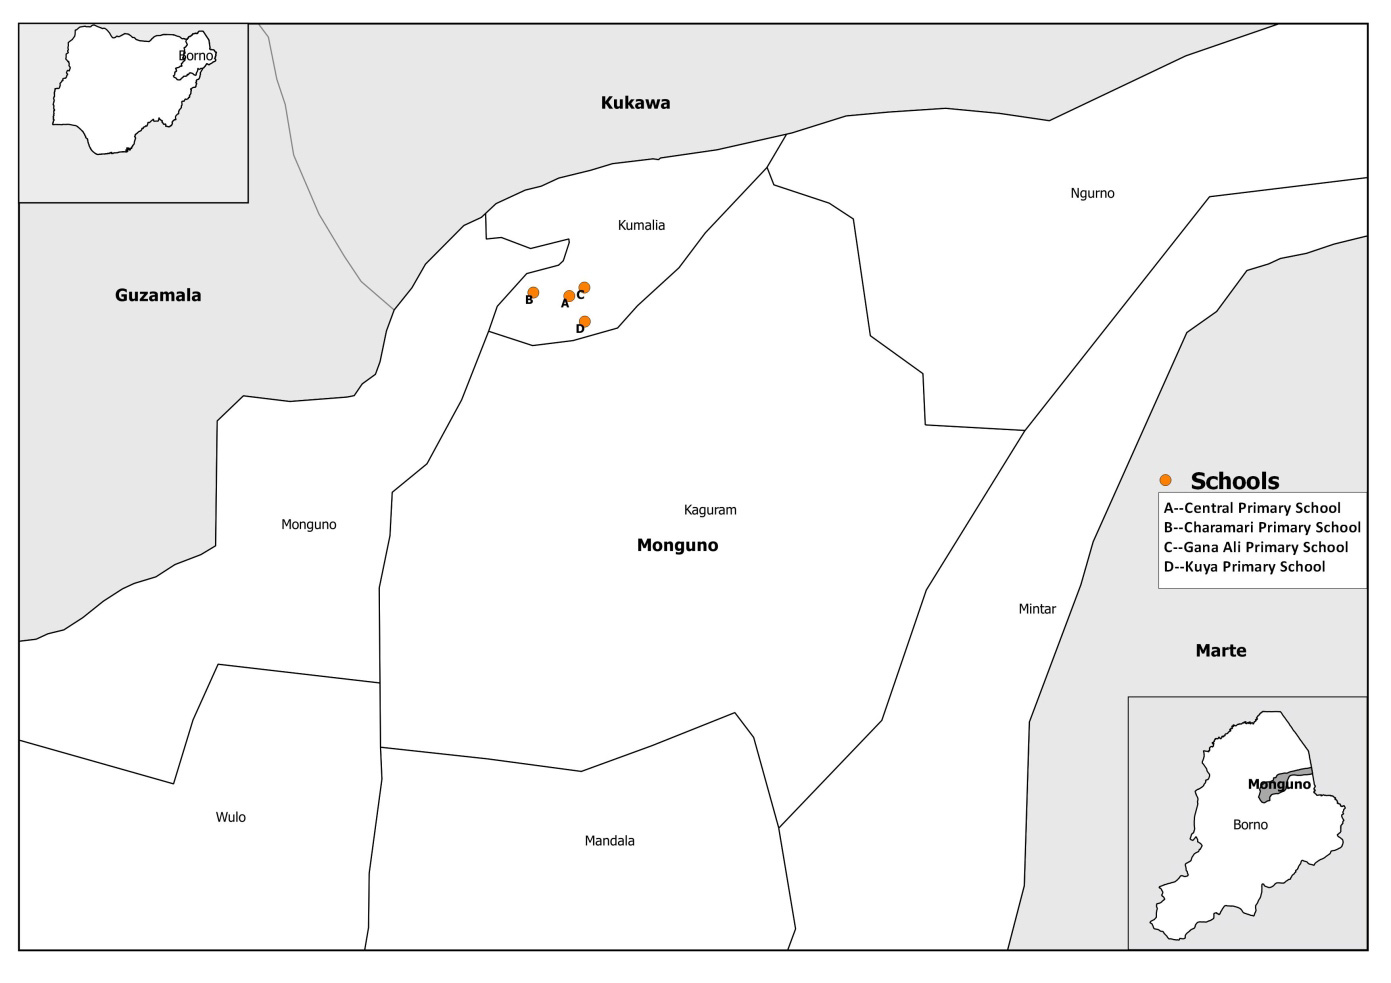 Borno
Kukawa
Ngurno
Kumalia
Guzamala
B
A
C
D
Schools
A--Central Primary School
B--Charamari Primary School
C--Gana Ali Primary School
D--Kuya Primary School
Kaguram
Monguno
Monguno
Mintar
Marte
Monguno
Borno
Wulo
Mandala